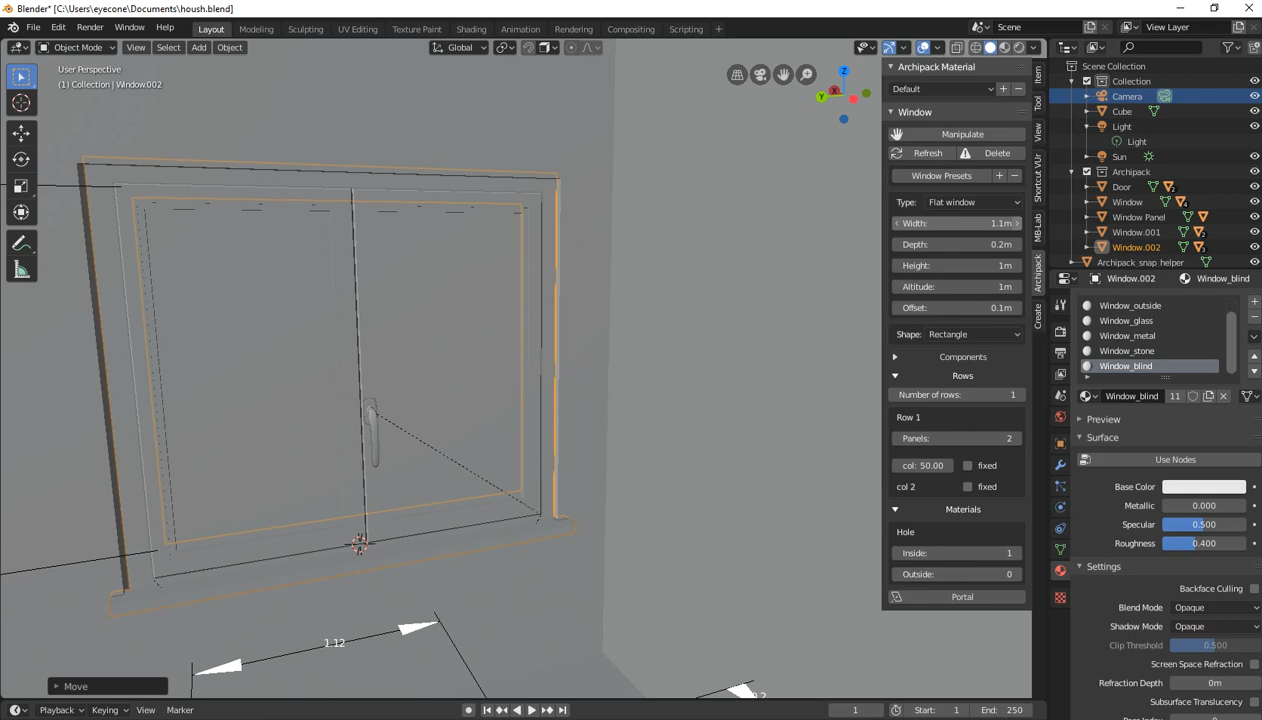 Blender* [C:\Users\eyecone\Documents\housh.blend]
File Edit Render Window Help Layout Modeling Sculpting UV Editing Texture Paint Shading Animation Rendering Compositing Scripting + Scene View Layer
Object Mode View Select Add Object Global
User Perspective
(1) Collection | Window.002
X
Y
Z
1.12
0.2
Move
Archipack Material
Default
Window
Manipulate
Refresh Delete
Window Presets
Type: Flat window
Width: 1.1m
Depth: 0.2m
Height: 1m
Altitude: 1m
Offset: 0.1m
Shape: Rectangle
Components
Rows
Number of rows: 1
Row 1
Panels: 2
col: 50.00 fixed
col 2 fixed
Materials
Hole
Inside: 1
Outside: 0
Portal
Item
Tool
View
Shortcut VUr
MB-Lab
Archipack
Create
Scene Collection
Collection
Camera
Cube
Light
Light
Sun
Archipack
Door 2
Window 4
Window Panel
Window.001 2
Window.002 3
Archipack_snap_helper
Window.002 Window_blind
Window_outside
Window_glass
Window_metal
Window_stone
Window_blind
Window_blind 11
Preview
Surface
Use Nodes
Base Color
Metallic 0.000
Specular 0.500
Roughness 0.400
Settings
Backface Culling
Blend Mode Opaque
Shadow Mode Opaque
Clip Threshold 0.500
Screen Space Refraction
Refraction Depth 0m
Subsurface Translucency
Pass Index 0
Playback Keying View Marker 1 Start: 1 End: 250